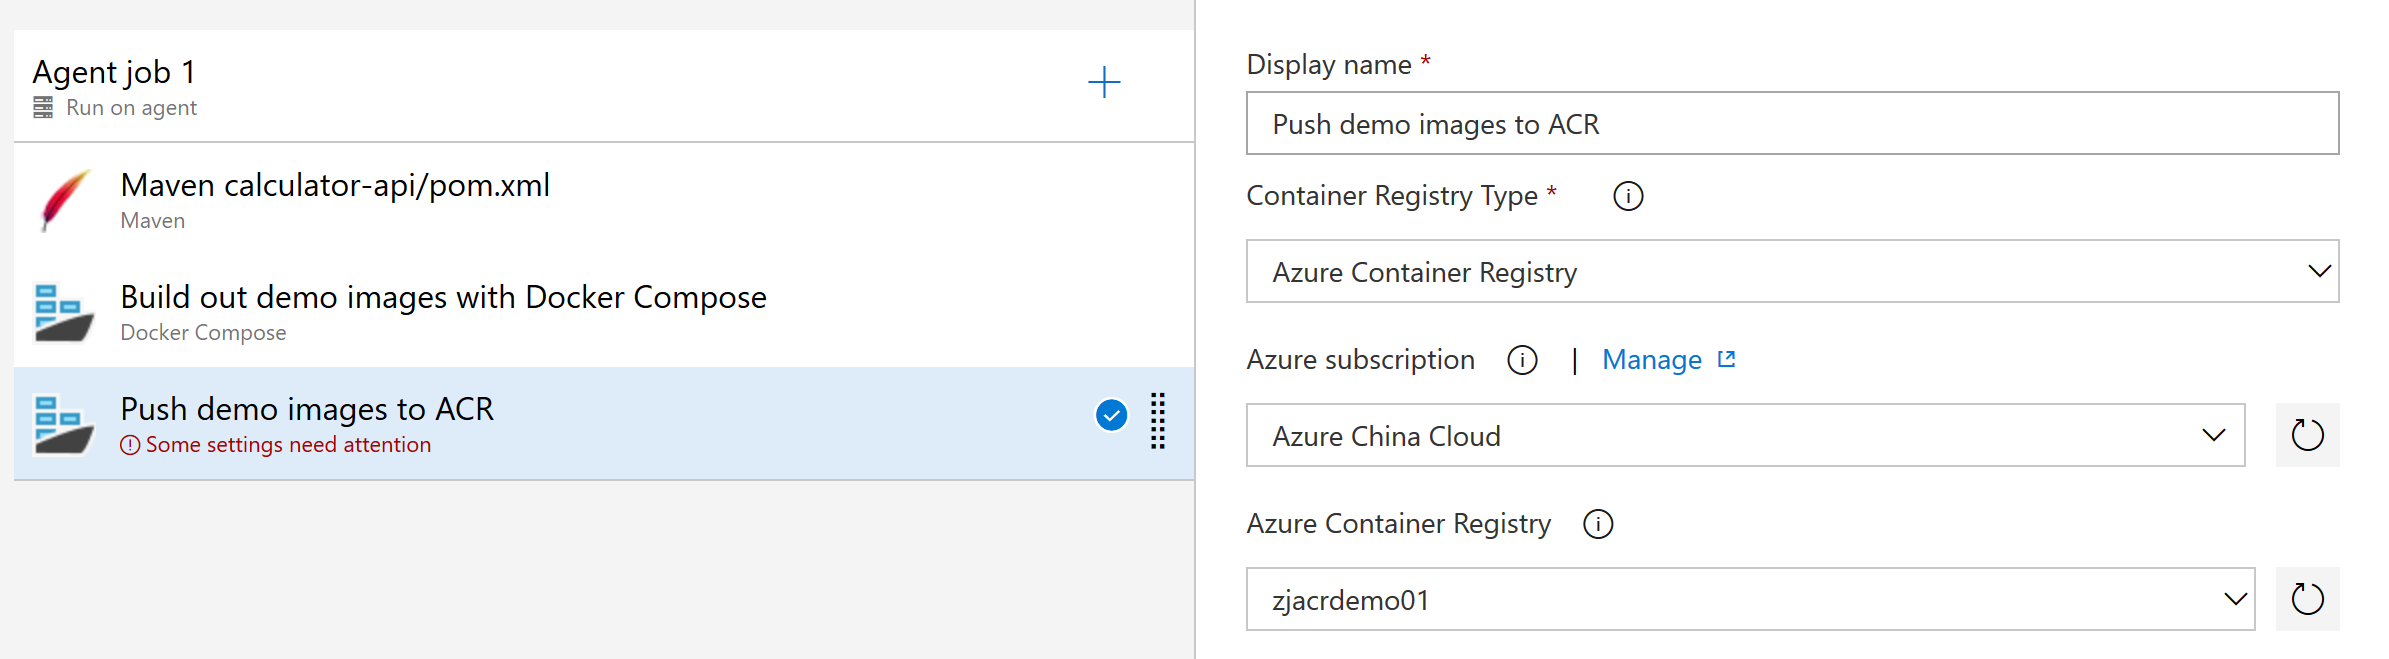 Agent job 1
Run on agent
Maven calculator-api/pom.xml
Maven
Build out demo images with Docker Compose
Docker Compose
Push demo images to ACR
Some settings need attention
Display name *
Push demo images to ACR
Container Registry Type *
Azure Container Registry
Azure subscription | Manage
Azure China Cloud
Azure Container Registry
zjacrdemo01